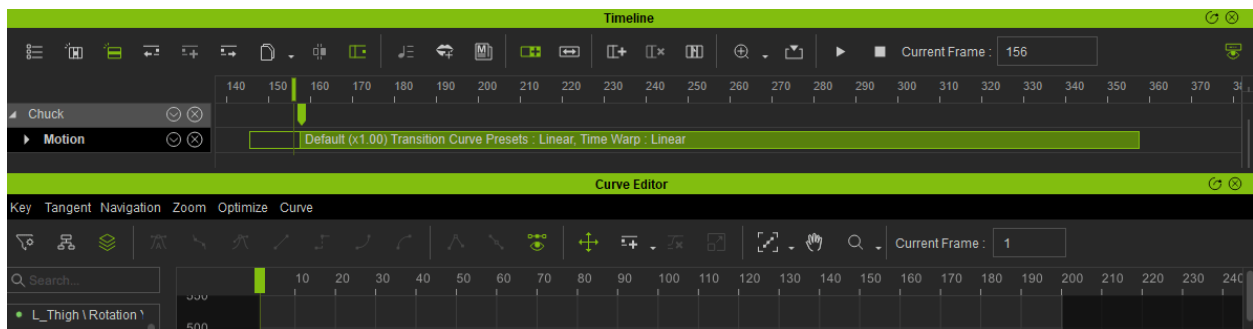 Timeline
Current Frame : 156
140 150 160 170 180 190 200 210 220 230 240 250 260 270 280 290 300 310 320 330 340 350 360 370
Chuck
Motion Default (x1.00) Transition Curve Presets : Linear, Time Warp : Linear
Curve Editor
Key Tangent Navigation Zoom Optimize Curve
Current Frame : 1
Search... 10 20 30 40 50 60 70 80 90 100 110 120 130 140 150 160 170 180 190 200 210 220 230 240
550
L_Thigh \ Rotation 
500